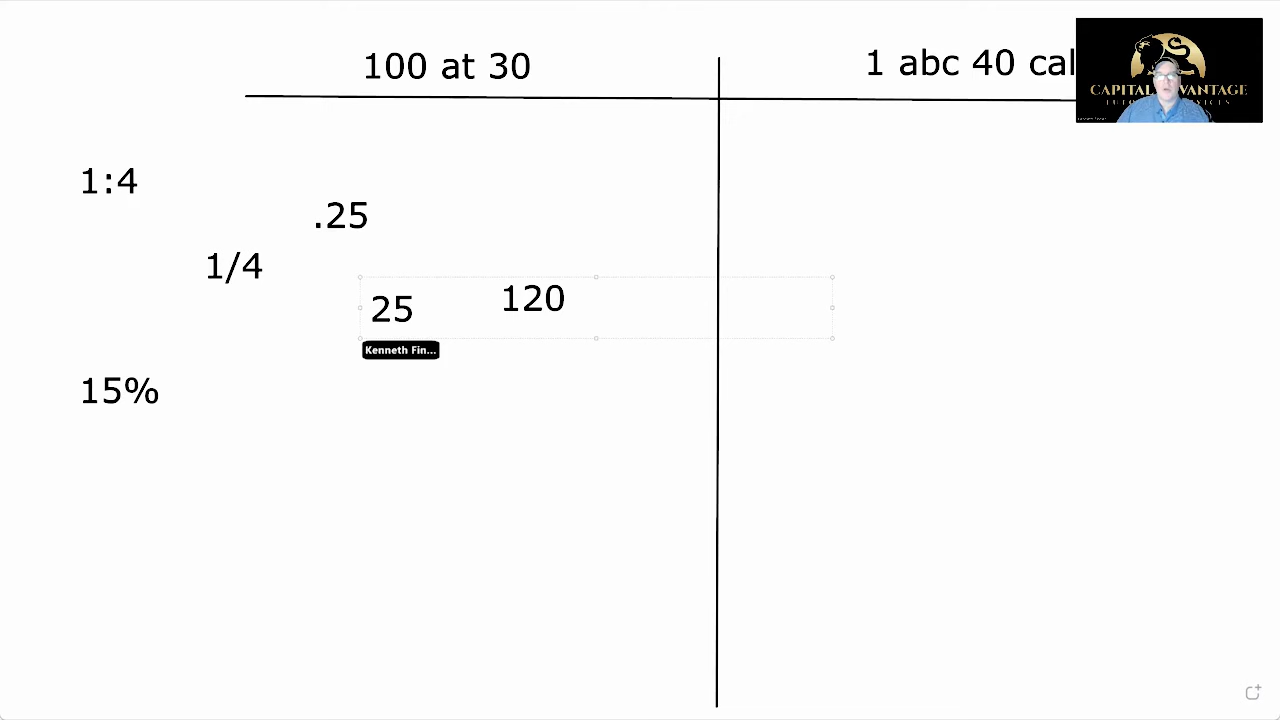 100 at 30
1 abc 40 cal
CAPITAL VANTAGE
1:4
.25
1/4
25
120
Kenneth Fin...
15%